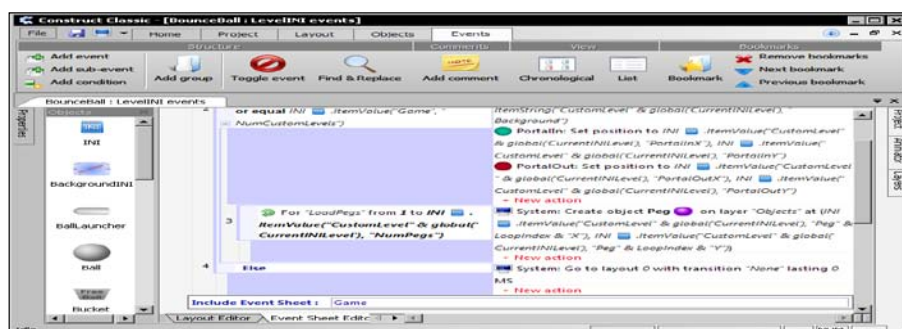 Construct Classic - [BounceBall : LevelINI events]
File Home Project Layout Objects Events
Add event
Add sub-event
Add condition
Add group
Toggle event
Find & Replace
Add comment
Chronological
List
Bookmark
Remove bookmarks
Next bookmark
Previous bookmark
Structure
Comments
View
Bookmarks
BounceBall : LevelINI events
Properties
Objects
INI
BackgroundINI
BallLauncher
Ball
Free Ball
Bucket
or equal INI .ItemValue("Game", "
NumCustomLevels")
ItemString("CustomLevel" & global(CurrentINILevel), "
Background")
PortalIn: Set position to INI .ItemValue("CustomLevel"
& global(CurrentINILevel), "PortalInX"), INI .ItemValue("
CustomLevel" & global(CurrentINILevel), "PortalInY")
PortalOut: Set position to INI .ItemValue("CustomLevel
" & global(CurrentINILevel), "PortalOutX"), INI .ItemValue("
CustomLevel" & global(CurrentINILevel), "PortalOutY")
+ New action
3
For "LoadPegs" from 1 to INI .
ItemValue("CustomLevel" & global(
CurrentINILevel), "NumPegs")
System: Create object Peg on layer "Objects" at (INI
.ItemValue("CustomLevel" & global(CurrentINILevel), "Peg" &
LoopIndex & "X"), INI .ItemValue("CustomLevel" & global(
CurrentINILevel), "Peg" & LoopIndex & "Y"))
+ New action
4
Else
System: Go to layout 0 with transition "None" lasting 0
MS
+ New action
Include Event Sheet : Game
Layout Editor Event Sheet Editc
Project
Animator
Layers